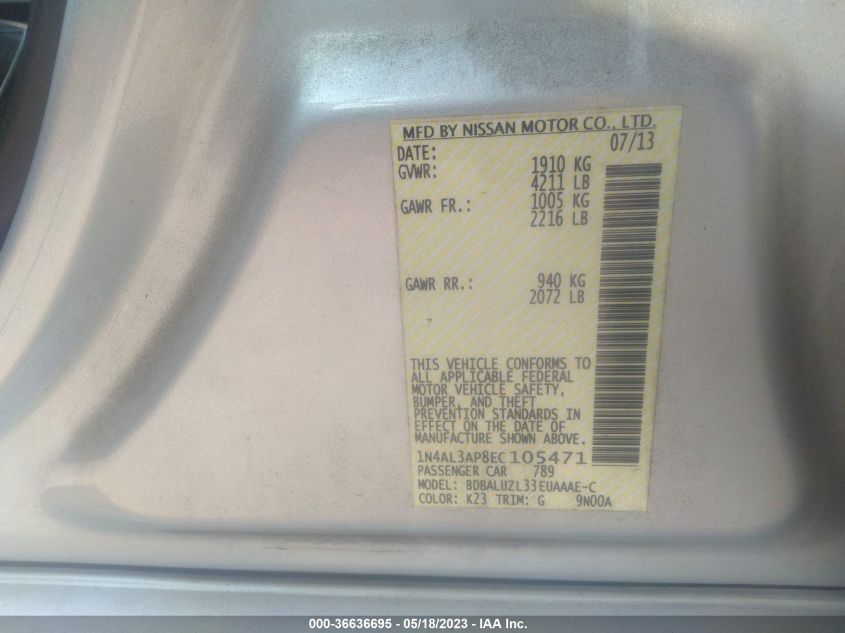 MFD BY NISSAN MOTOR CO., LTD.
DATE: 07/13
GVWR: 1910 KG
4211 LB
GAWR FR.: 1005 KG
2216 LB
GAWR RR.: 940 KG
2072 LB
THIS VEHICLE CONFORMS TO
ALL APPLICABLE FEDERAL
MOTOR VEHICLE SAFETY,
BUMPER, AND THEFT
PREVENTION STANDARDS IN
EFFECT ON THE DATE OF
MANUFACTURE SHOWN ABOVE.
1N4AL3AP8EC105471
PASSENGER CAR 789
MODEL: BDBALUZL33EUAAAE-C
COLOR: K23 TRIM: G 9N00A
000-36636695 - 05/18/2023 - IAA Inc.